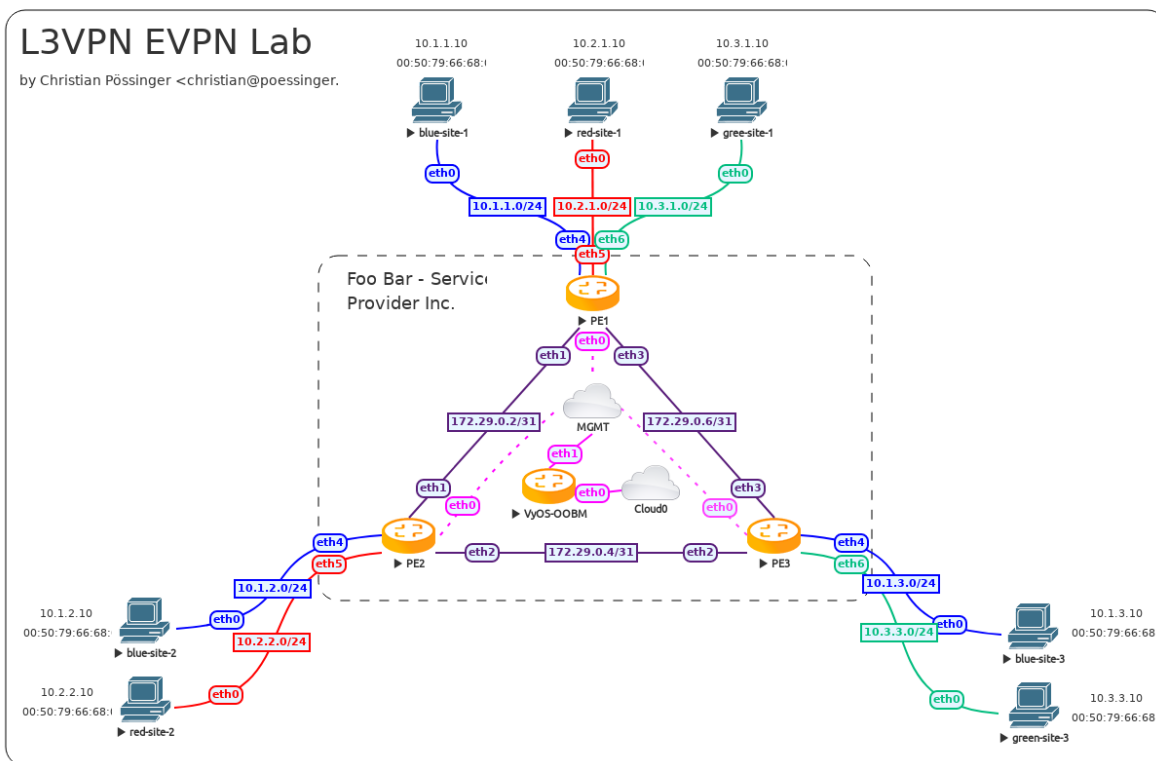 L3VPN EVPN Lab
by Christian Pössinger <christian@poessinger.
10.1.1.10
00:50:79:66:68:
10.2.1.10
00:50:79:66:68:
10.3.1.10
00:50:79:66:68:
blue-site-1
red-site-1
gree-site-1
eth0
eth0
eth0
10.1.1.0/24
10.2.1.0/24
10.3.1.0/24
eth4
eth5
eth6
Foo Bar - Service
Provider Inc.
PE1
eth0
eth1
eth3
172.29.0.2/31
172.29.0.6/31
MGMT
eth1
eth1
eth0
VyOS-OOBM
eth0
Cloud0
eth3
eth0
PE2
eth2
172.29.0.4/31
eth2
PE3
eth4
eth5
eth4
eth6
10.1.2.0/24
10.2.2.0/24
10.1.3.0/24
10.3.3.0/24
10.1.2.10
00:50:79:66:68:
eth0
blue-site-2
10.2.2.10
00:50:79:66:68:
eth0
red-site-2
eth0
10.1.3.10
00:50:79:66:68
blue-site-3
eth0
10.3.3.10
00:50:79:66:68
green-site-3